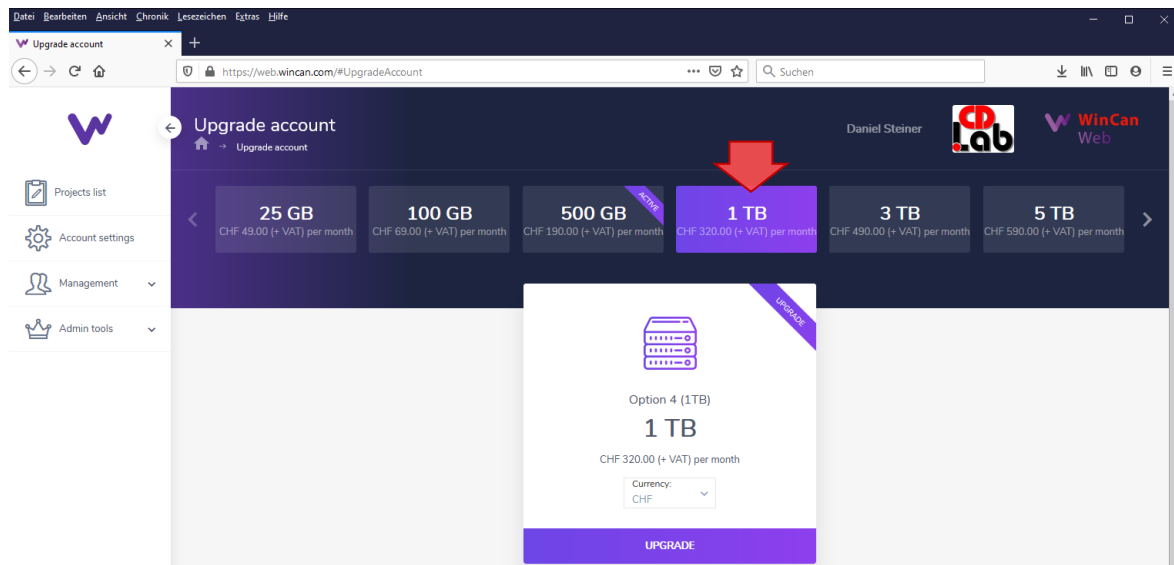 Datei Bearbeiten Ansicht Chronik Lesezeichen Extras Hilfe
Upgrade account
https://web.wincan.com/#UpgradeAccount
Suchen
Upgrade account
Upgrade account
Daniel Steiner
CD
.Lab
WinCan
Web
Projects list
Account settings
Management
Admin tools
25 GB
CHF 49.00 (+ VAT) per month
100 GB
CHF 69.00 (+ VAT) per month
500 GB
CHF 190.00 (+ VAT) per month
ACTIVE
1 TB
CHF 320.00 (+ VAT) per month
3 TB
CHF 490.00 (+ VAT) per month
5 TB
CHF 590.00 (+ VAT) per month
UPGRADE
Option 4 (1TB)
1 TB
CHF 320.00 (+ VAT) per month
Currency:
CHF
UPGRADE